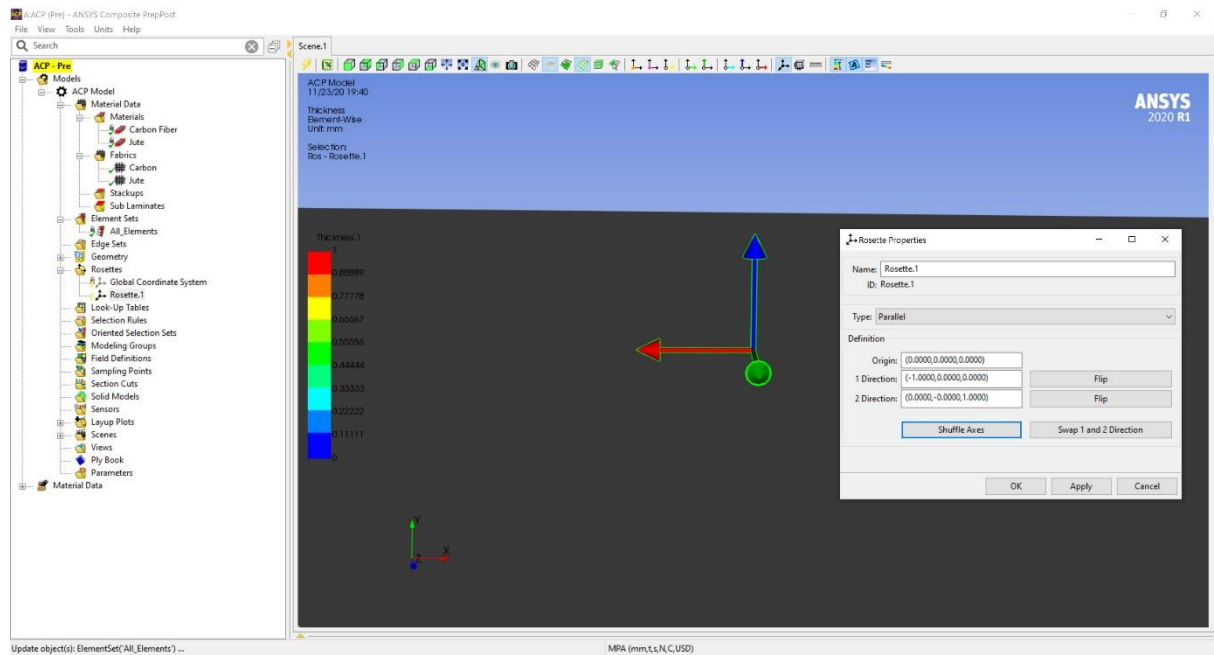 A:ACP (Pre) - ANSYS Composite PrepPost
File View Tools Units Help
Search
ACP - Pre
Models
ACP Model
Material Data
Materials
Carbon Fiber
Jute
Fabrics
Carbon
Jute
Stackups
Sub Laminates
Element Sets
All_Elements
Edge Sets
Geometry
Rosettes
Global Coordinate System
Rosette.1
Look-Up Tables
Selection Rules
Oriented Selection Sets
Modeling Groups
Field Definitions
Sampling Points
Section Cuts
Solid Models
Sensors
Layup Plots
Scenes
Views
Ply Book
Parameters
Material Data
Scene.1
ACP Model
11/23/20 19:40
Thickness
Element-Wise
Unit: mm
Selection:
Ros - Rosette.1
ANSYS
2020 R1
Thickness.1
1
0.88889
0.77778
0.66667
0.55556
0.44444
0.33333
0.22222
0.11111
0
Y
Z X
Rosette Properties
Name: Rosette.1
ID: Rosette.1
Type: Parallel
Definition
Origin: (0.0000,0.0000,0.0000)
1 Direction: (-1.0000,0.0000,0.0000) Flip
2 Direction: (0.0000,-0.0000,1.0000) Flip
Shuffle Axes Swap 1 and 2 Direction
OK Apply Cancel
Update object(s): ElementSet('All_Elements') ... MPA (mm,t,s,N,C,USD)